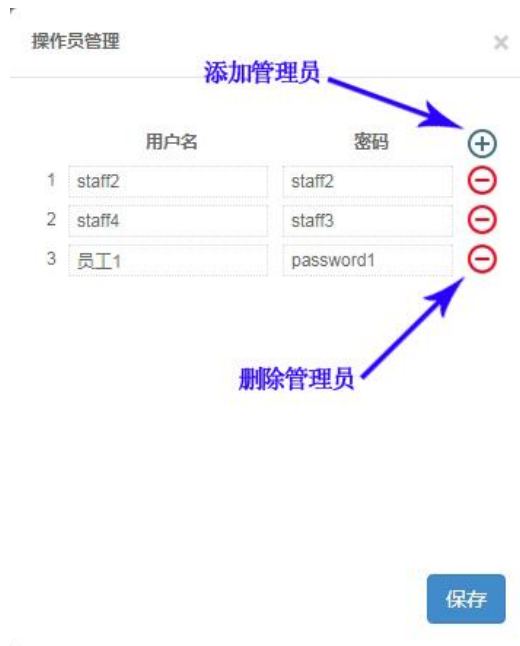 操作员管理 ×
添加管理员
用户名 密码
1 staff2 staff2
2 staff4 staff3
3 员工1 password1
删除管理员
保存